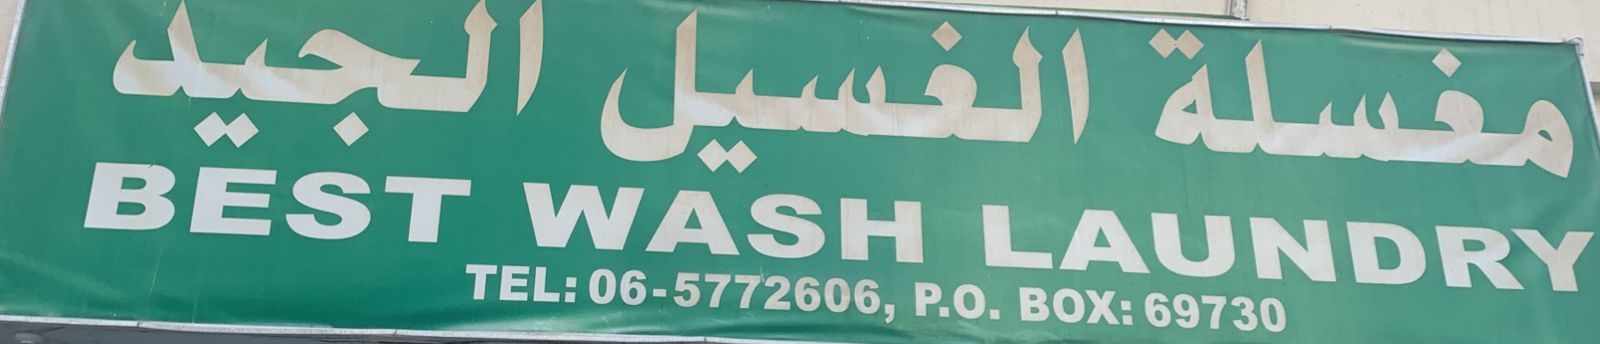 مغسلة الغسيل الجيد
BEST WASH LAUNDRY
TEL: 06-5772606, P.O. BOX: 69730